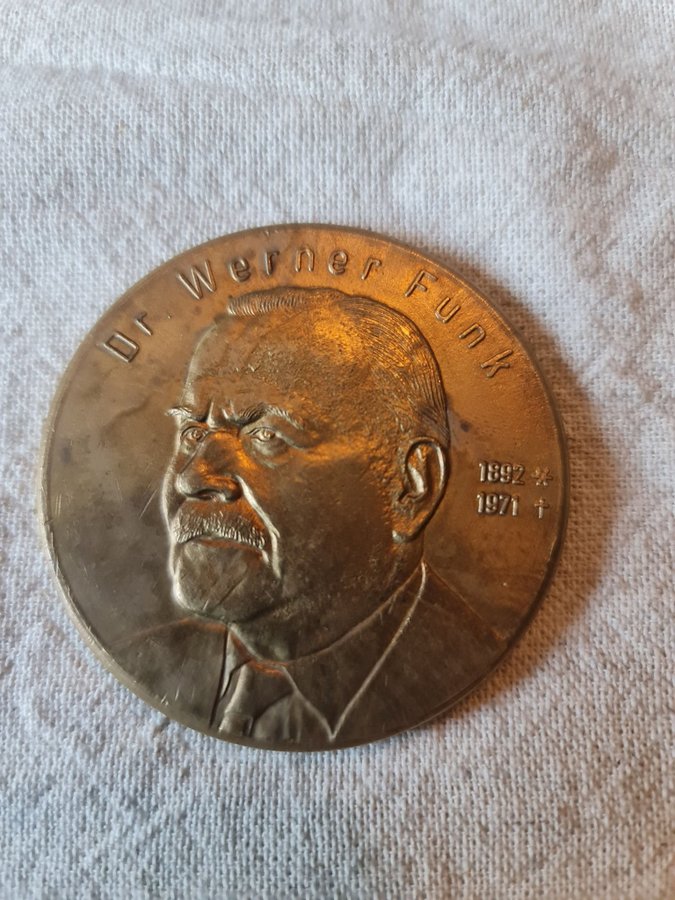 Dr. Werner Funk
1892 *
1971 †